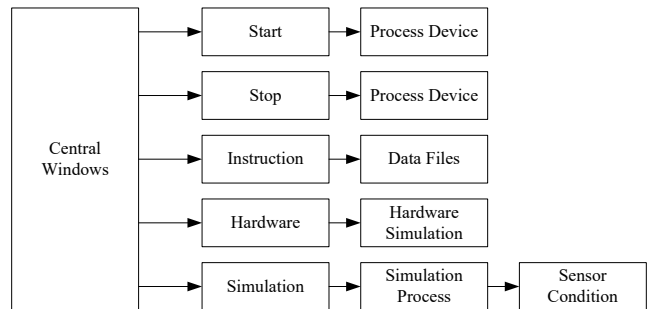 Central
Windows
Start
Process Device
Stop
Process Device
Instruction
Data Files
Hardware
Hardware
Simulation
Simulation
Simulation
Process
Sensor
Condition